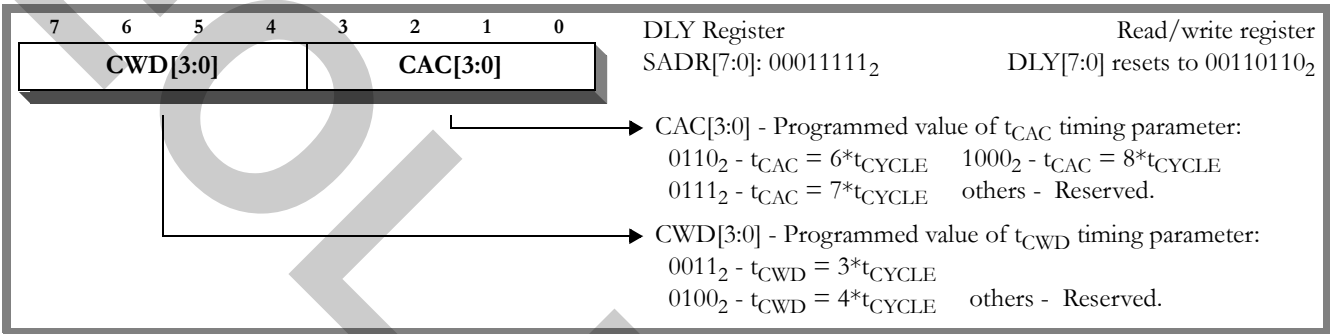 7 6 5 4 3 2 1 0
CWD[3:0] CAC[3:0]
DLY Register Read/write register
SADR[7:0]: 00011111₂ DLY[7:0] resets to 00110110₂
CAC[3:0] - Programmed value of tCAC timing parameter:
0110₂ - tCAC = 6*tCYCLE 1000₂ - tCAC = 8*tCYCLE
0111₂ - tCAC = 7*tCYCLE others - Reserved.
CWD[3:0] - Programmed value of tCWD timing parameter:
0011₂ - tCWD = 3*tCYCLE
0100₂ - tCWD = 4*tCYCLE others - Reserved.